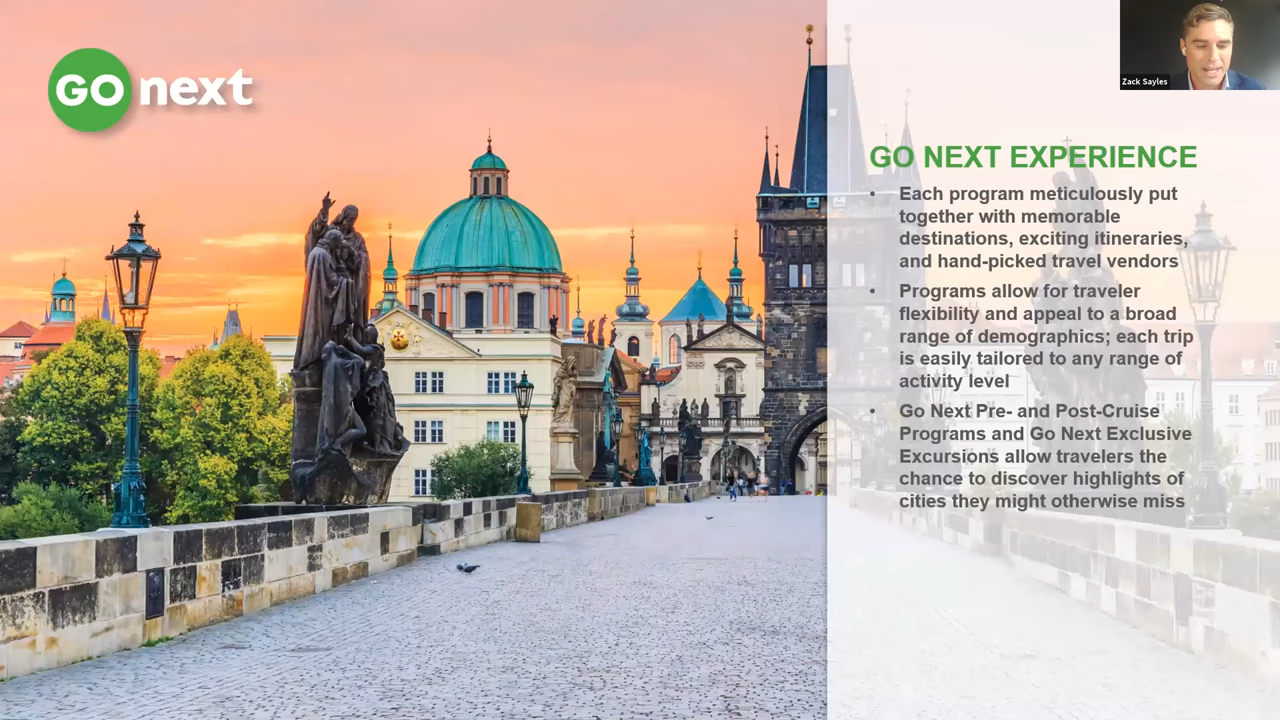 GO next
Zack Sayles
GO NEXT EXPERIENCE
• Each program meticulously put
together with memorable
destinations, exciting itineraries,
and hand-picked travel vendors
• Programs allow for traveler
flexibility and appeal to a broad
range of demographics; each trip
is easily tailored to any range of
activity level
• Go Next Pre- and Post-Cruise
Programs and Go Next Exclusive
Excursions allow travelers the
chance to discover highlights of
cities they might otherwise miss